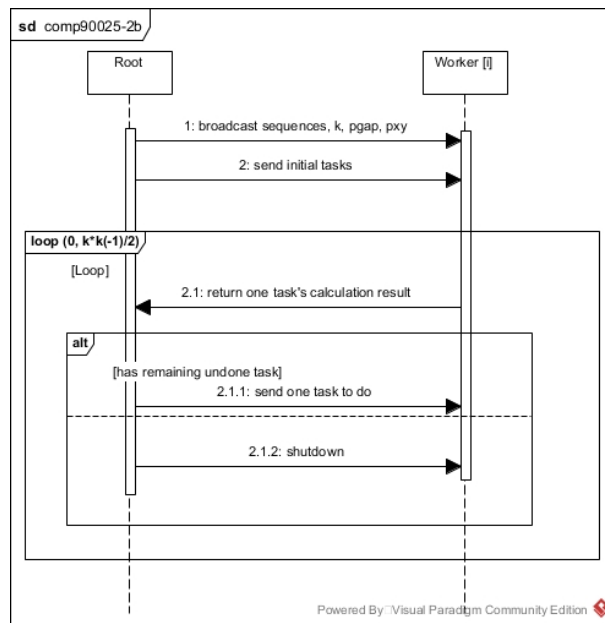 sd comp90025-2b
Root
Worker [i]
1: broadcast sequences, k, pgap, pxy
2: send initial tasks
loop (0, k*k(-1)/2)
[Loop]
2.1: return one task's calculation result
alt
[has remaining undone task]
2.1.1: send one task to do
2.1.2: shutdown
Powered By Visual Paradigm Community Edition